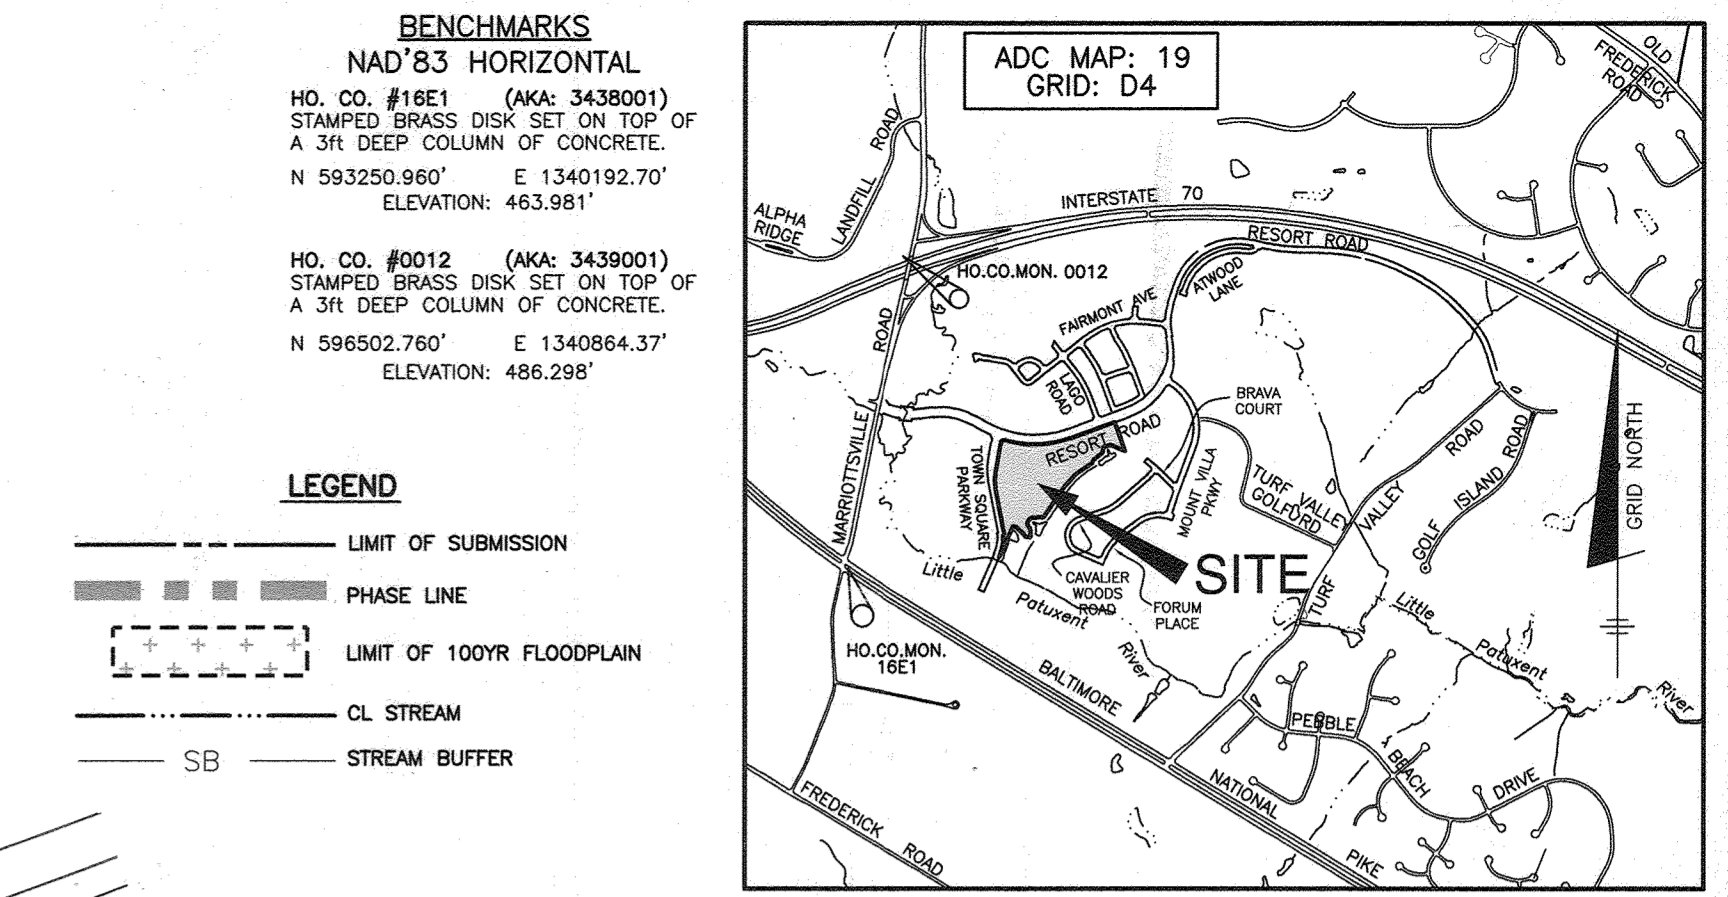 BENCHMARKS
NAD'83 HORIZONTAL
HO. CO. #16E1 (AKA: 3438001)
STAMPED BRASS DISK SET ON TOP OF
A 3ft DEEP COLUMN OF CONCRETE.
N 593250.960' E 1340192.70'
ELEVATION: 463.981'
HO. CO. #0012 (AKA: 3439001)
STAMPED BRASS DISK SET ON TOP OF
A 3ft DEEP COLUMN OF CONCRETE.
N 596502.760' E 1340864.37'
ELEVATION: 486.298'
LEGEND
LIMIT OF SUBMISSION
PHASE LINE
LIMIT OF 100YR FLOODPLAIN
CL STREAM
SB
STREAM BUFFER
ADC MAP: 19
GRID: D4
OLD
FREDERICK
ROAD
LANDFILL ROAD
ALPHA
RIDGE
INTERSTATE 70
RESORT ROAD
HO.CO.MON. 0012
ATWOOD
LANE
FAIRMONT AVE
LAGO
ROAD
BRAVA
COURT
MARRIOTTSVILLE ROAD
RESORT ROAD
TOWN SQUARE
PARKWAY
MOUNT VILLA
PKWY
TURF VALLEY
GOLFORD
TURF VALLEY ROAD
GOLF ISLAND ROAD
GRID NORTH
SITE
CAVALIER
WOODS
ROAD
FORUM
PLACE
Little Patuxent River
Little Patuxent River
HO.CO.MON.
16E1
BALTIMORE NATIONAL PIKE
PEBBLE BEACH DRIVE
FREDERICK ROAD